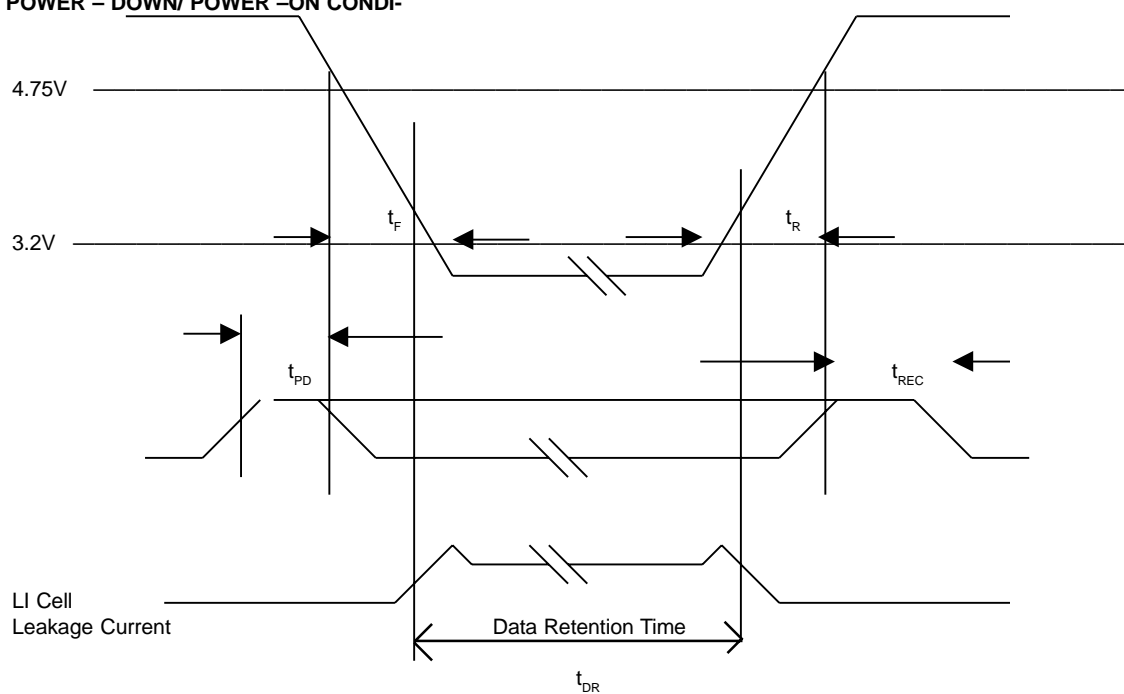 POWER – DOWN/ POWER –ON CONDI-
4.75V
tF
tR
3.2V
tPD
tREC
LI Cell
Leakage Current
Data Retention Time
tDR